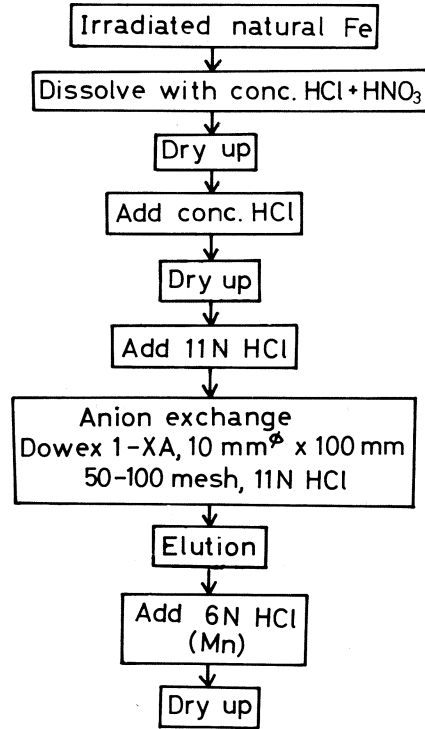 Irradiated natural Fe
Dissolve with conc. HCl + HNO₃
Dry up
Add conc. HCl
Dry up
Add 11N HCl
Anion exchange
Dowex 1-XA, 10 mmᶲ x 100 mm
50-100 mesh, 11N HCl
Elution
Add 6N HCl
(Mn)
Dry up